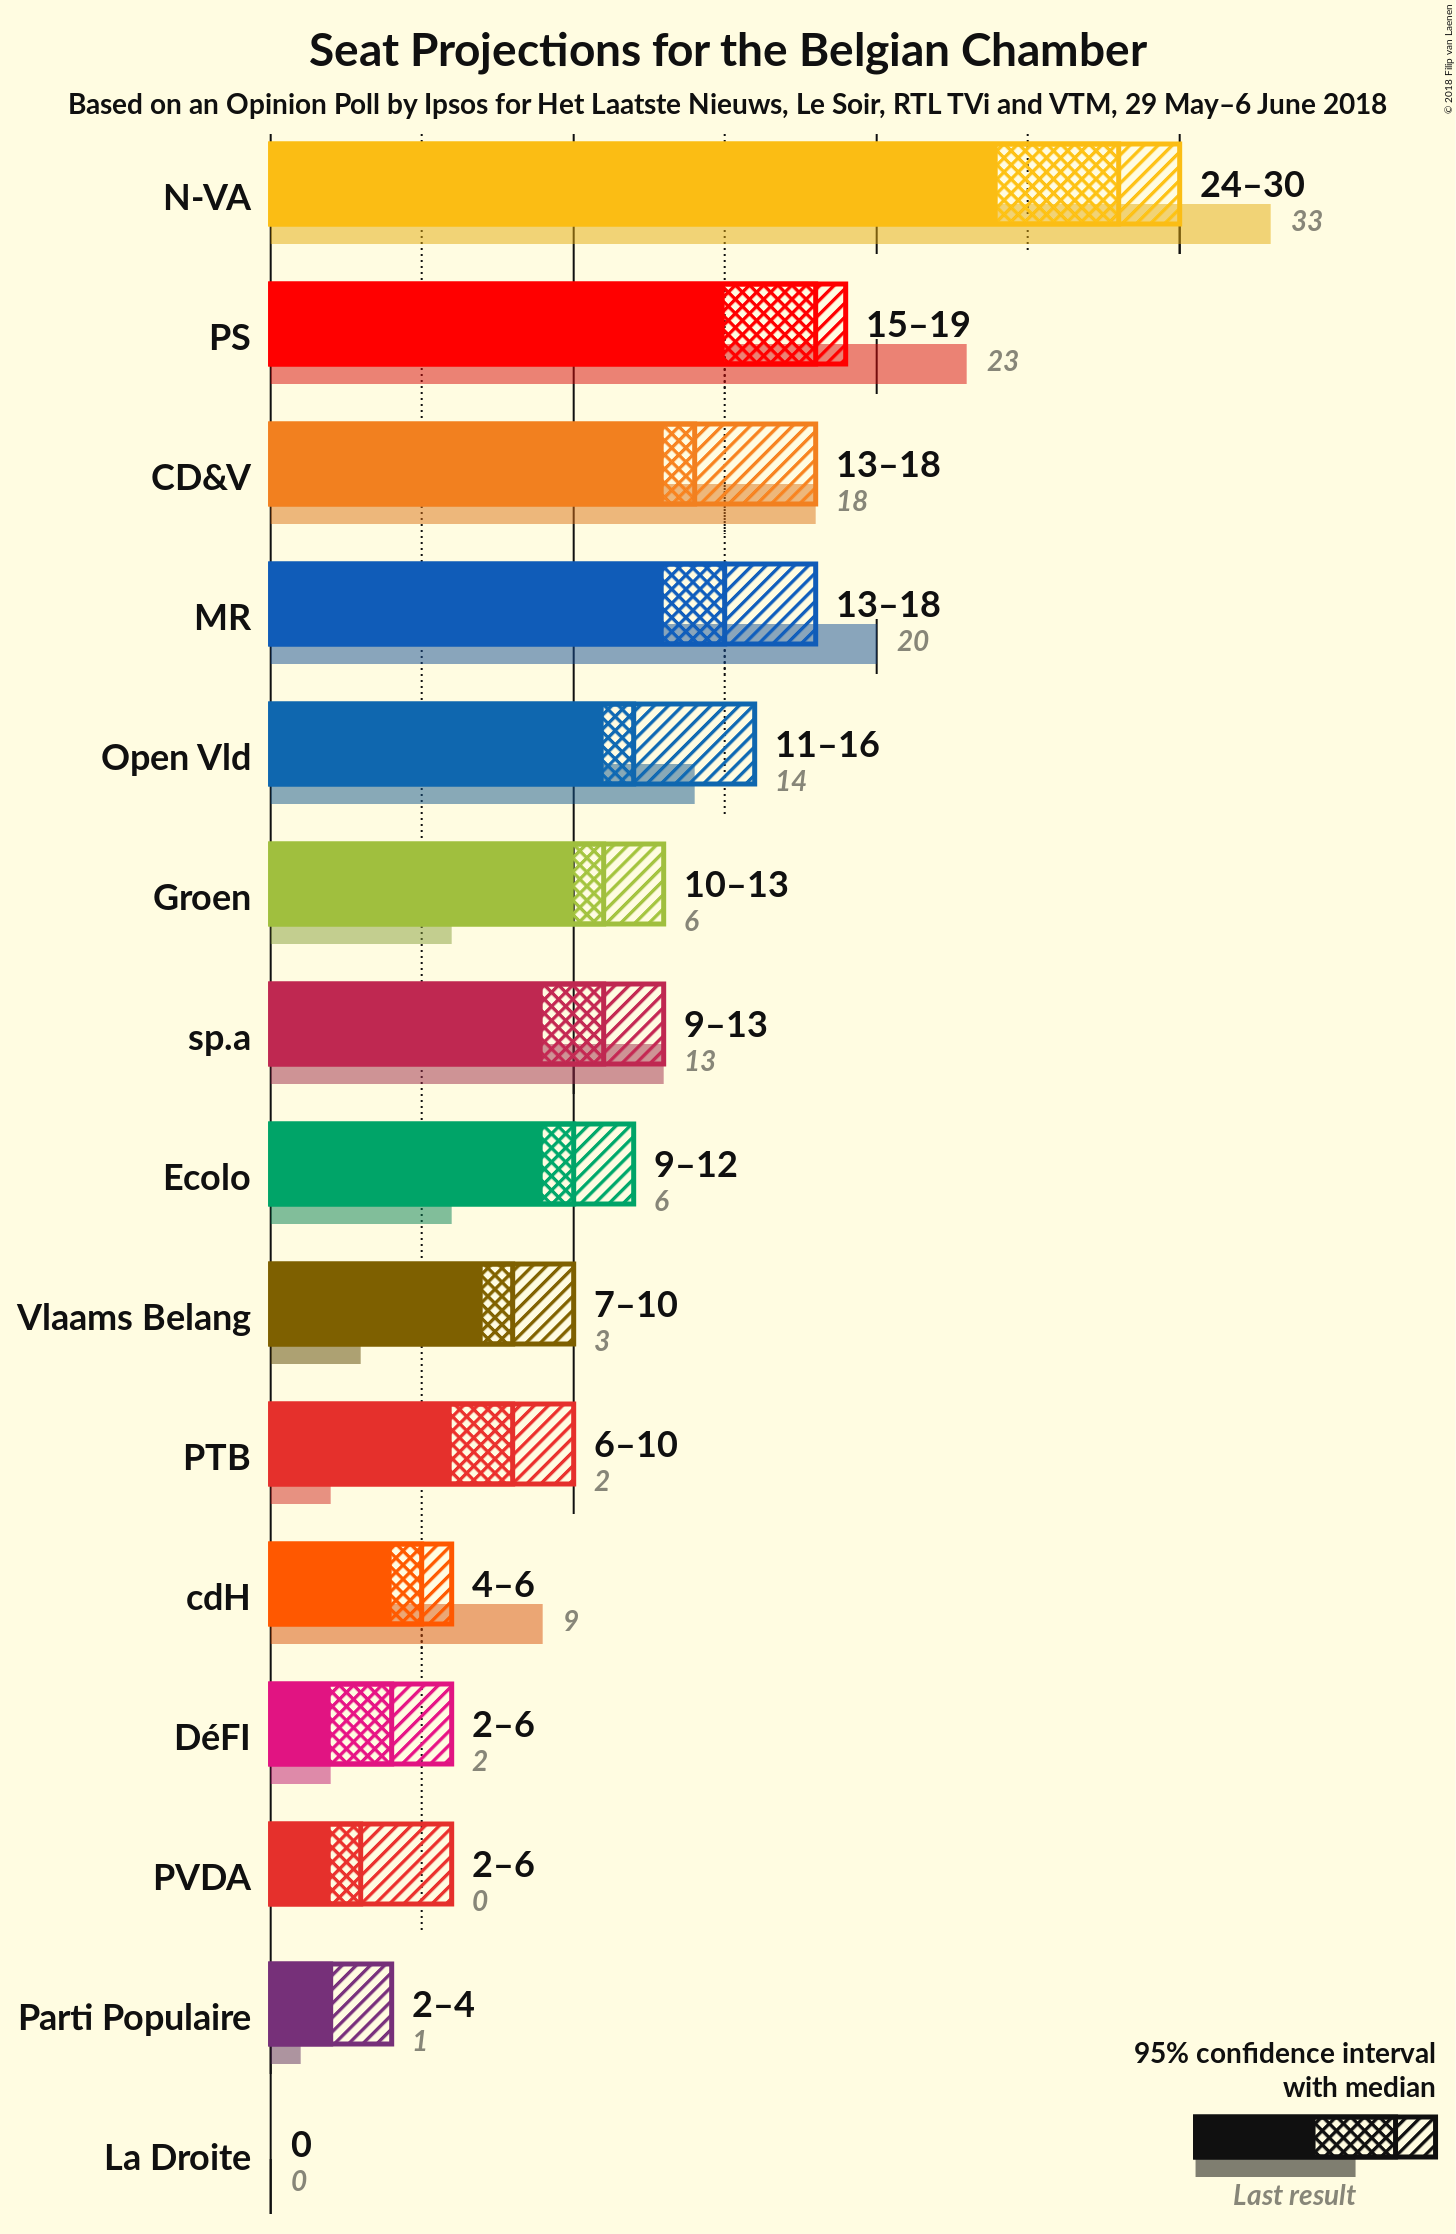 Seat Projections for the Belgian Chamber
Based on an Opinion Poll by Ipsos for Het Laatste Nieuws, Le Soir, RTL TVi and VTM, 29 May–6 June 2018
© 2018 Filip van Laenen
N-VA
24–30
33
PS
15–19
23
CD&V
13–18
18
MR
13–18
20
Open Vld
11–16
14
Groen
10–13
6
sp.a
9–13
13
Ecolo
9–12
6
Vlaams Belang
7–10
3
PTB
6–10
2
cdH
4–6
9
DéFI
2–6
2
PVDA
2–6
0
Parti Populaire
2–4
1
La Droite
0
0
95% confidence interval
with median
Last result